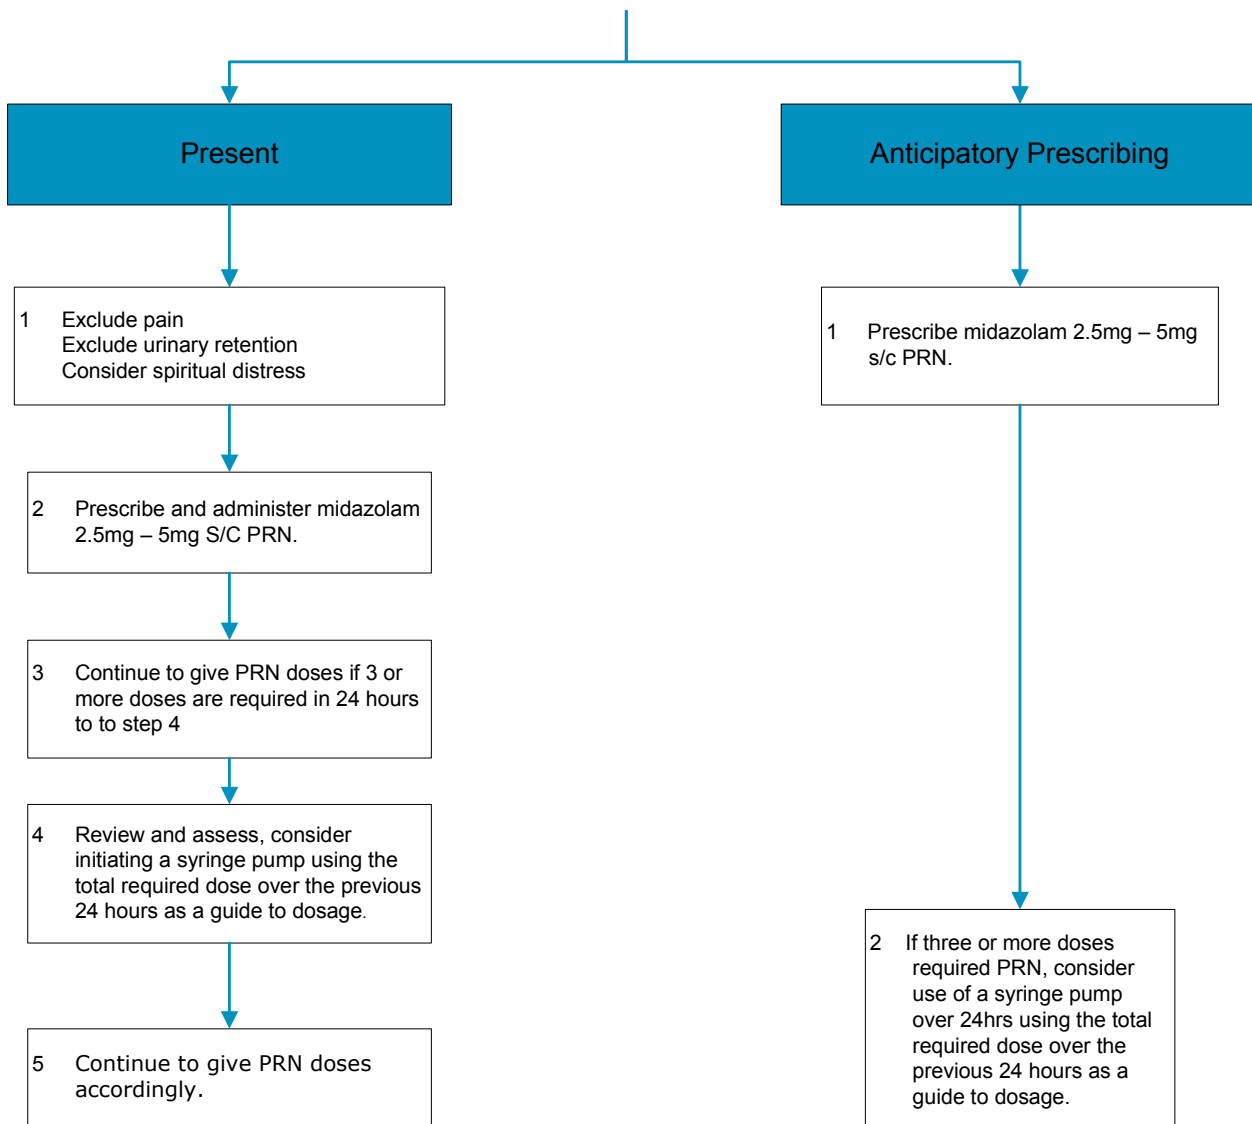 Present
1 Exclude pain
Exclude urinary retention
Consider spiritual distress
2 Prescribe and administer midazolam
2.5mg – 5mg S/C PRN.
3 Continue to give PRN doses if 3 or
more doses are required in 24 hours
to to step 4
4 Review and assess, consider
initiating a syringe pump using the
total required dose over the previous
24 hours as a guide to dosage.
5 Continue to give PRN doses
accordingly.
Anticipatory Prescribing
1 Prescribe midazolam 2.5mg – 5mg
s/c PRN.
2 If three or more doses
required PRN, consider
use of a syringe pump
over 24hrs using the total
required dose over the
previous 24 hours as a
guide to dosage.